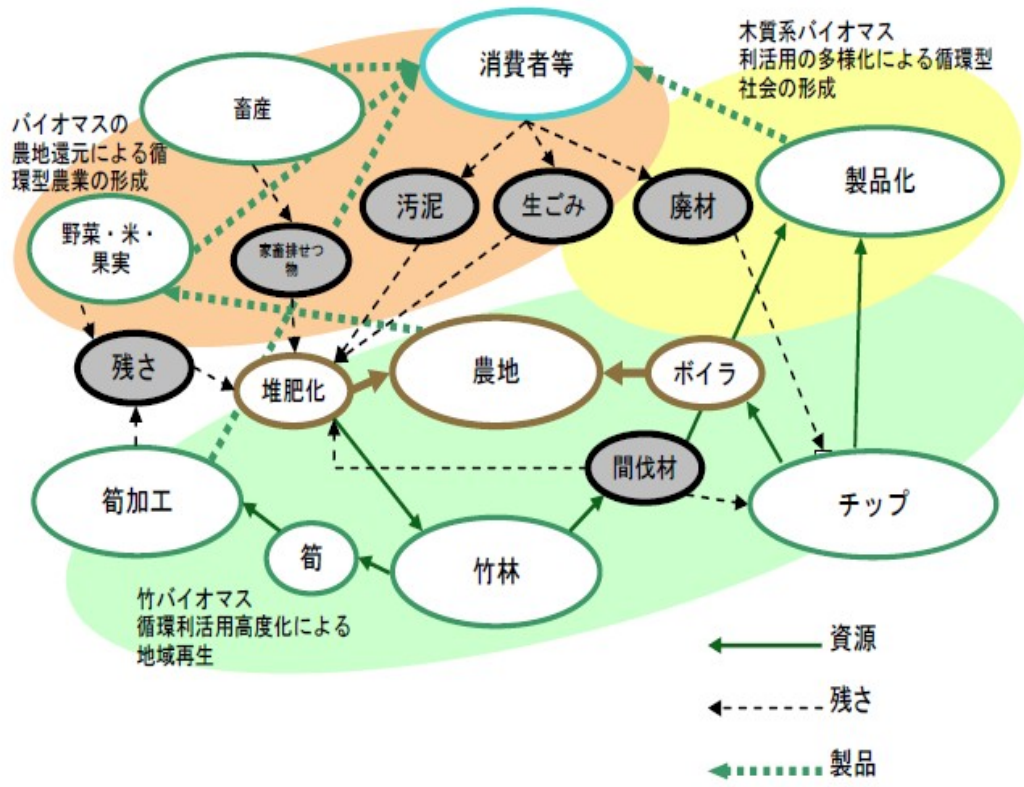 消費者等
木質系バイオマス
利活用の多様化による循環型
社会の形成
畜産
バイオマスの
農地還元による循
環型農業の形成
製品化
汚泥
生ごみ
廃材
野菜・米・
果実
家畜排せつ
物
残さ
堆肥化
農地
ボイラ
間伐材
筍加工
チップ
筍
竹林
竹バイオマス
循環利活用高度化による
地域再生
資源
残さ
製品